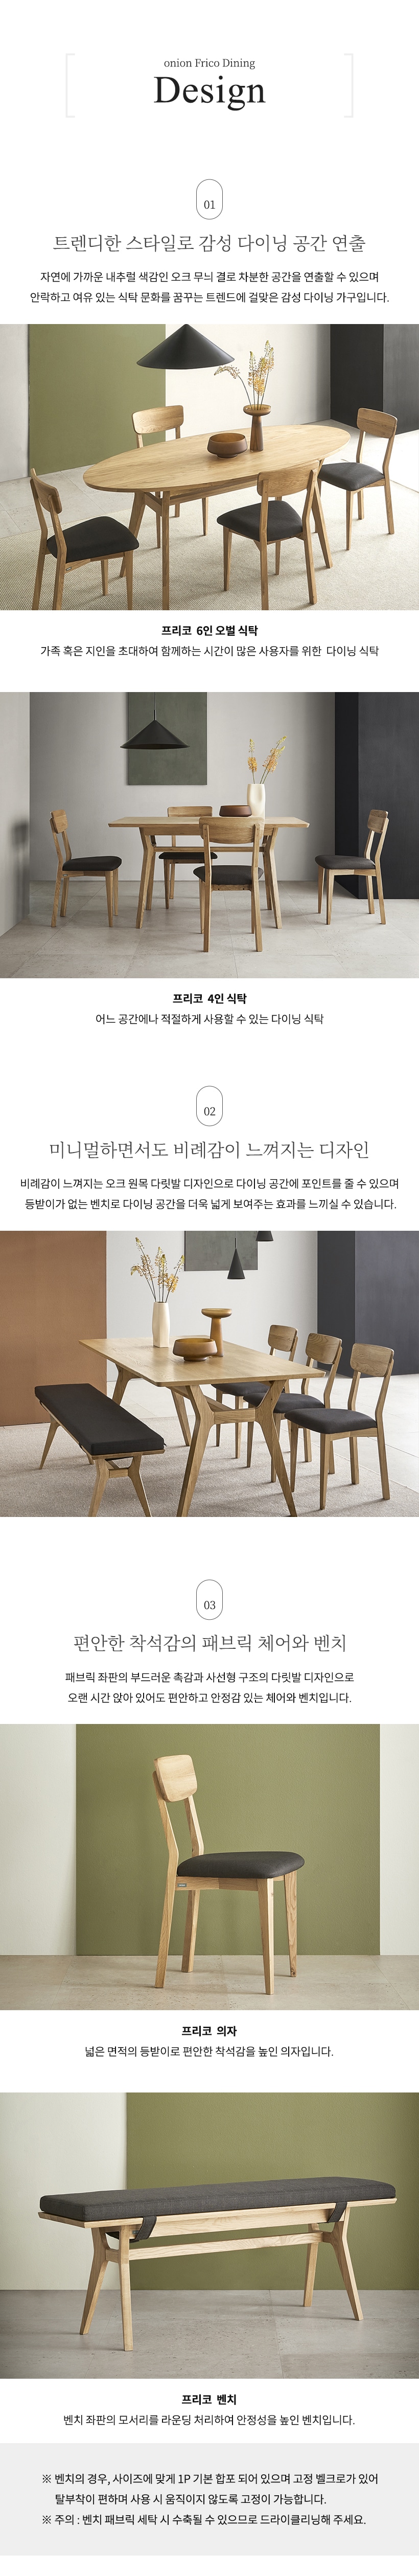 onion Frico Dining
Design
01
트렌디한 스타일로 감성 다이닝 공간 연출
자연에 가까운 내추럴 색감인 오크 무늬 결로 차분한 공간을 연출할 수 있으며
안락하고 여유 있는 식탁 문화를 꿈꾸는 트렌드에 걸맞은 감성 다이닝 가구입니다.
프리코 6인 오벌 식탁
가족 혹은 지인을 초대하여 함께하는 시간이 많은 사용자를 위한 다이닝 식탁
프리코 4인 식탁
어느 공간에나 적절하게 사용할 수 있는 다이닝 식탁
02
미니멀하면서도 비례감이 느껴지는 디자인
비례감이 느껴지는 오크 원목 다릿발 디자인으로 다이닝 공간에 포인트를 줄 수 있으며
등받이가 없는 벤치로 다이닝 공간을 더욱 넓게 보여주는 효과를 느끼실 수 있습니다.
03
편안한 착석감의 패브릭 체어와 벤치
패브릭 좌판의 부드러운 촉감과 사선형 구조의 다릿발 디자인으로
오랜 시간 앉아 있어도 편안하고 안정감 있는 체어와 벤치입니다.
프리코 의자
넓은 면적의 등받이로 편안한 착석감을 높인 의자입니다.
프리코 벤치
벤치 좌판의 모서리를 라운딩 처리하여 안정성을 높인 벤치입니다.
※ 벤치의 경우, 사이즈에 맞게 1P 기본 합포 되어 있으며 고정 벨크로가 있어
탈부착이 편하며 사용 시 움직이지 않도록 고정이 가능합니다.
※ 주의 : 벤치 패브릭 세탁 시 수축될 수 있으므로 드라이클리닝해 주세요.